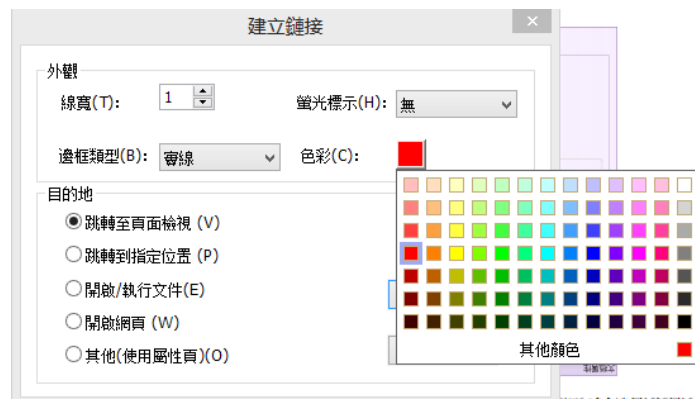 建立鏈接
外觀
線寬(T): 1 螢光標示(H): 無
邊框類型(B): 實線 色彩(C):
目的地
跳轉至頁面檢視 (V)
跳轉到指定位置 (P)
開啟/執行文件(E)
開啟網頁 (W)
其他(使用屬性頁)(O)
其他顏色